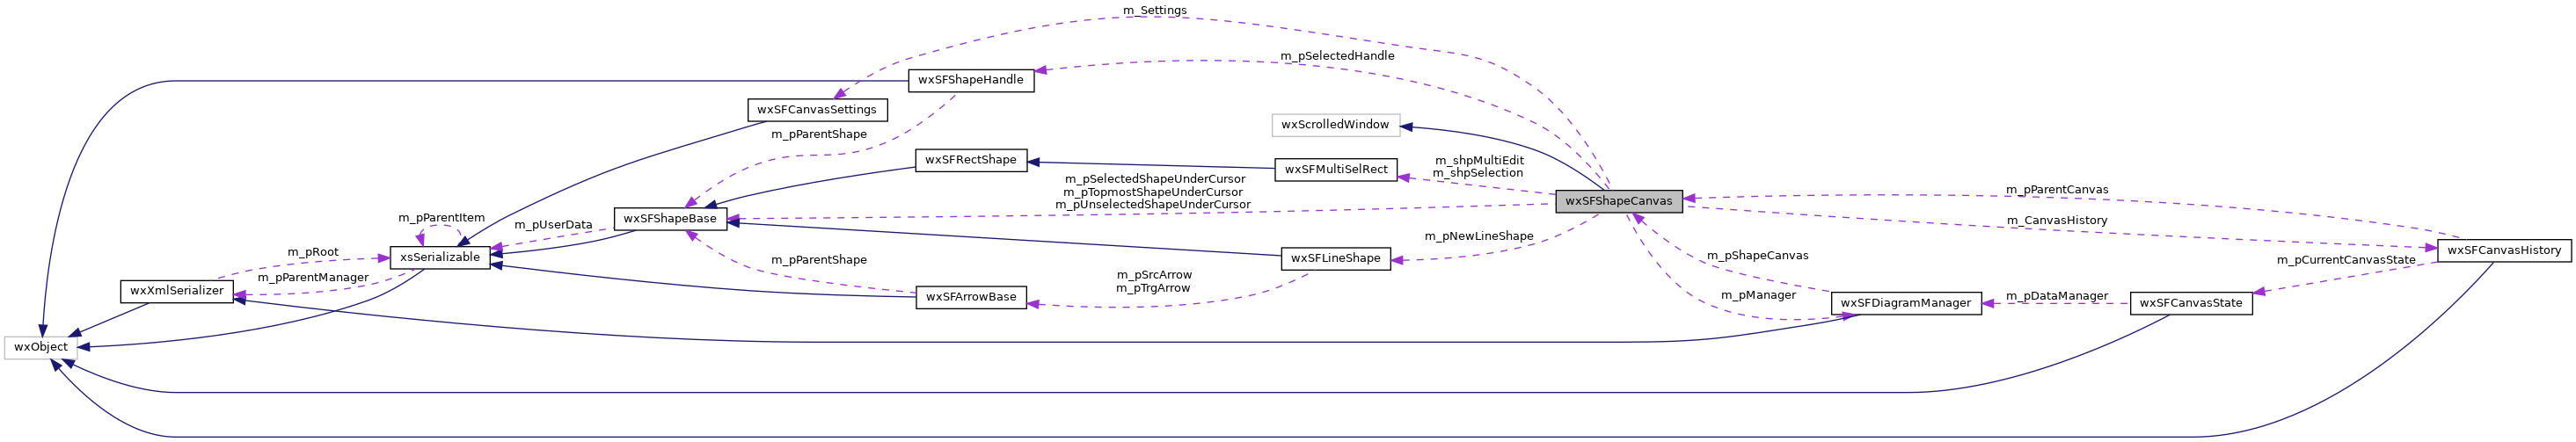 m_Settings
m_pSelectedHandle
wxSFShapeHandle
wxSFCanvasSettings
wxScrolledWindow
m_pParentShape
wxSFRectShape
m_shpMultiEdit
m_shpSelection
wxSFMultiSelRect
m_pSelectedShapeUnderCursor
m_pTopmostShapeUnderCursor
m_pUnselectedShapeUnderCursor
m_pParentCanvas
wxSFShapeCanvas
m_pParentItem
wxSFShapeBase
m_pUserData
m_CanvasHistory
m_pNewLineShape
m_pRoot
xsSerializable
m_pParentShape
wxSFLineShape
m_pShapeCanvas
m_pCurrentCanvasState
wxSFCanvasHistory
m_pParentManager
m_pSrcArrow
m_pTrgArrow
wxXmlSerializer
wxSFArrowBase
m_pManager
wxSFDiagramManager
m_pDataManager
wxSFCanvasState
wxObject